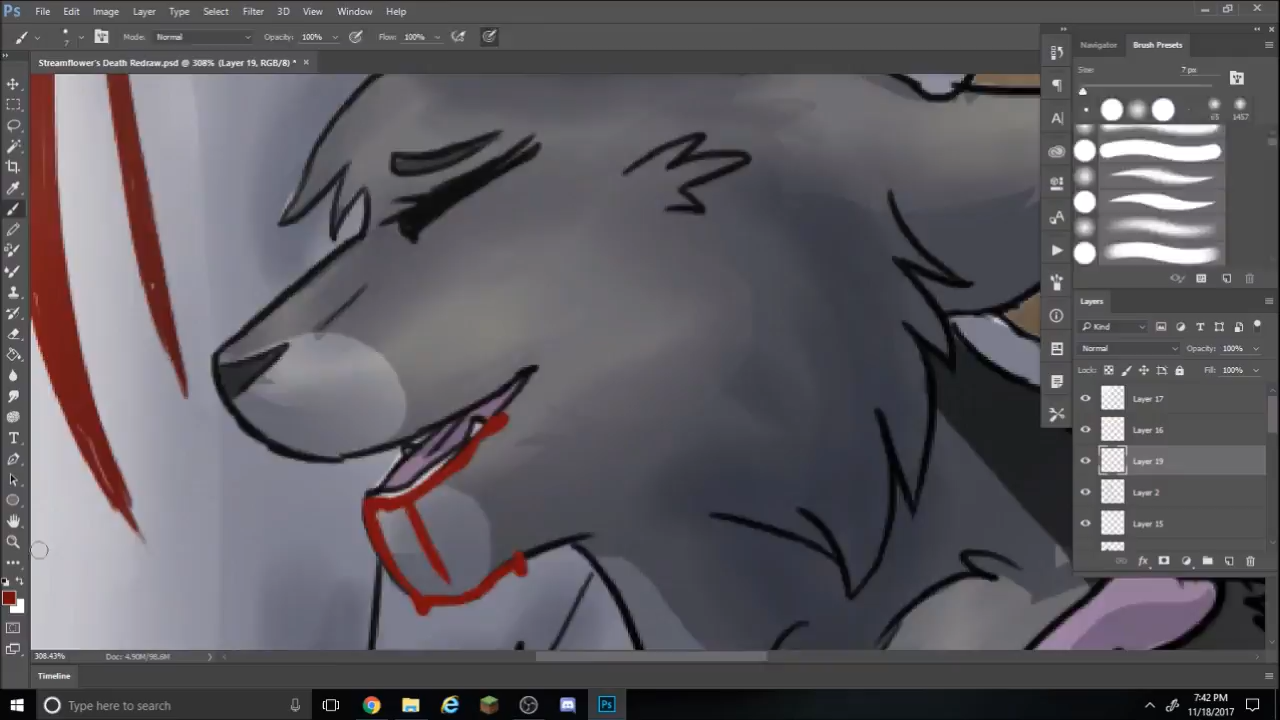 Ps File Edit Image Layer Type Select Filter 3D View Window Help
7 Mode: Normal Opacity: 100% Flow: 100%
Streamflower's Death Redraw.psd @ 308% (Layer 19, RGB/8) * ×
Navigator Brush Presets
Size: 7 px
65 1457
Layers
Kind
Normal Opacity: 100%
Lock: Fill: 100%
Layer 17
Layer 16
Layer 19
Layer 2
Layer 15
308.43% Doc: 4.90M/98.6M
Timeline
Type here to search
7:42 PM
11/18/2017